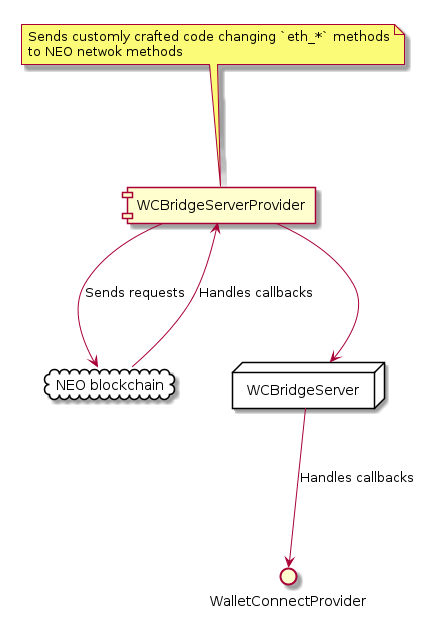 Sends customly crafted code changing `eth_*` methods
to NEO netwok methods
WCBridgeServerProvider
Sends requests
Handles callbacks
NEO blockchain
WCBridgeServer
Handles callbacks
WalletConnectProvider